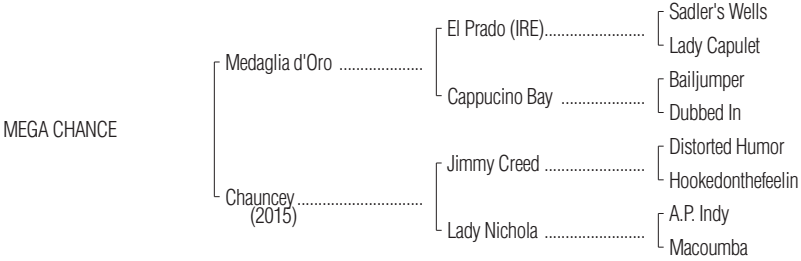 Sadler's Wells
El Prado (IRE)..........................
Lady Capulet
Medaglia d'Oro .....................
Bailjumper
Cappucino Bay .....................
Dubbed In
MEGA CHANCE
Distorted Humor
Jimmy Creed .........................
Hookedonthefeelin
Chauncey................................
(2015)
A.P. Indy
Lady Nichola .........................
Macoumba